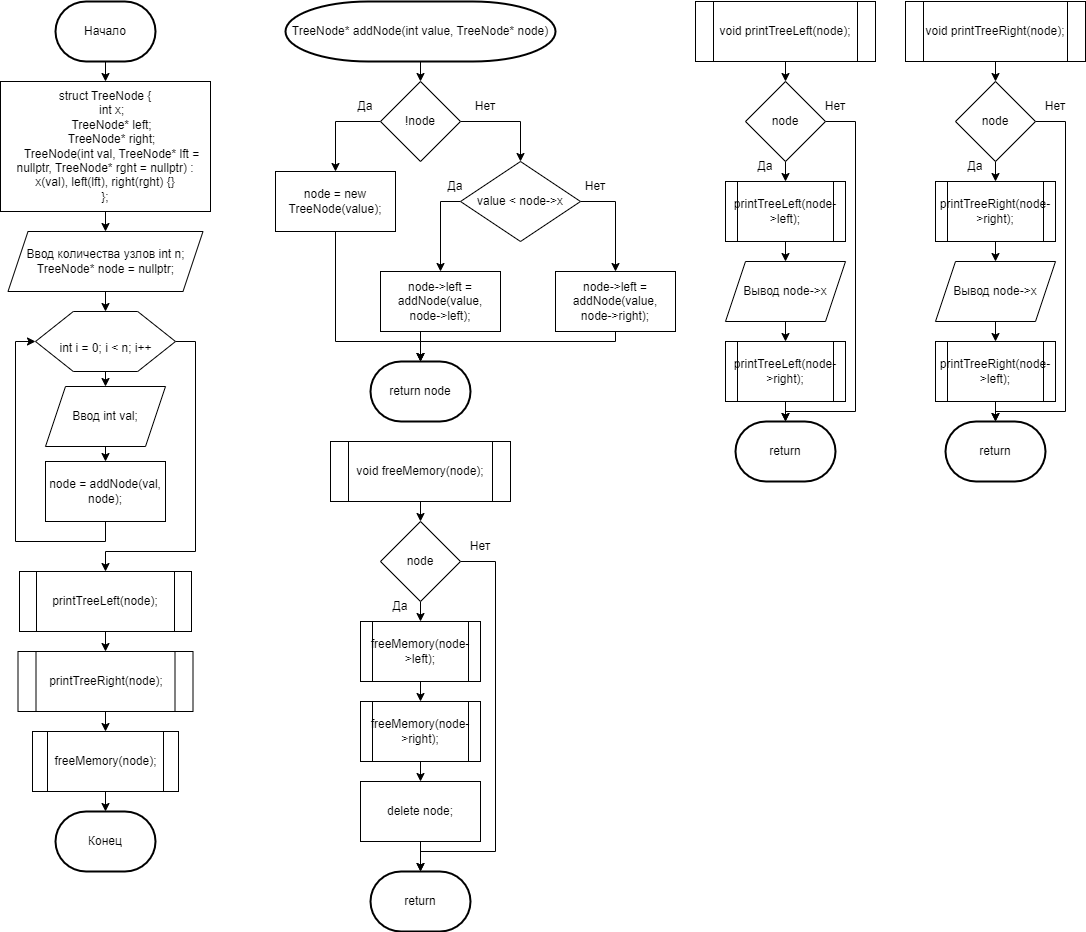 Начало
struct TreeNode {
int x;
TreeNode* left;
TreeNode* right;
TreeNode(int val, TreeNode* lft =
nullptr, TreeNode* rght = nullptr) :
x(val), left(lft), right(rght) {}
};
Ввод количества узлов int n;
TreeNode* node = nullptr;
int i = 0; i < n; i++
Ввод int val;
node = addNode(val,
node);
printTreeLeft(node);
printTreeRight(node);
freeMemory(node);
Конец
TreeNode* addNode(int value, TreeNode* node)
Да
!node
Нет
node = new
TreeNode(value);
Да
value < node->x
Нет
node->left =
addNode(value,
node->left);
node->left =
addNode(value,
node->right);
return node
void freeMemory(node);
node
Нет
Да
freeMemory(node-
>left);
freeMemory(node-
>right);
delete node;
return
void printTreeLeft(node);
node
Нет
Да
printTreeLeft(node-
>left);
Вывод node->x
printTreeLeft(node-
>right);
return
void printTreeRight(node);
node
Нет
Да
printTreeRight(node-
>right);
Вывод node->x
printTreeRight(node-
>left);
return